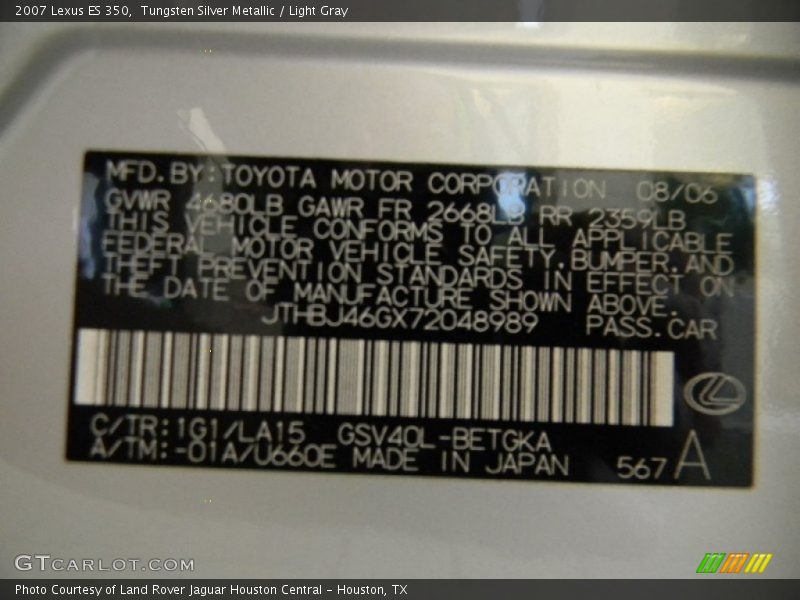 2007 Lexus ES 350,  Tungsten Silver Metallic / Light Gray
MFD.BY:TOYOTA MOTOR CORPORATION 08/06
GVWR 4680LB GAWR FR 2668LB RR 2359LB
THIS VEHICLE CONFORMS TO ALL APPLICABLE
FEDERAL MOTOR VEHICLE SAFETY,BUMPER,AND
THEFT PREVENTION STANDARDS IN EFFECT ON
THE DATE OF MANUFACTURE SHOWN ABOVE.
JTHBJ46GX72048989 PASS.CAR
C/TR:1G1/LA15 GSV40L-BETGKA
A/TM:-01A/U660E MADE IN JAPAN 567 A
GTCARLOT.COM
Photo Courtesy of Land Rover Jaguar Houston Central - Houston, TX